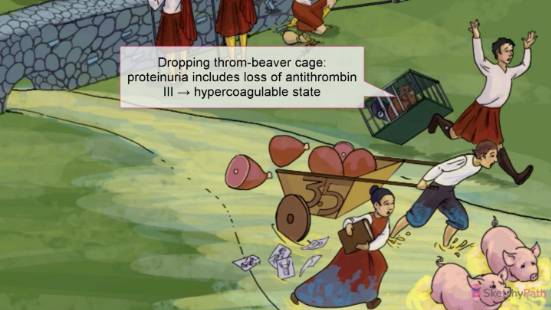 Dropping throm-beaver cage:
proteinuria includes loss of antithrombin
III → hypercoagulable state
35
SketchyPath